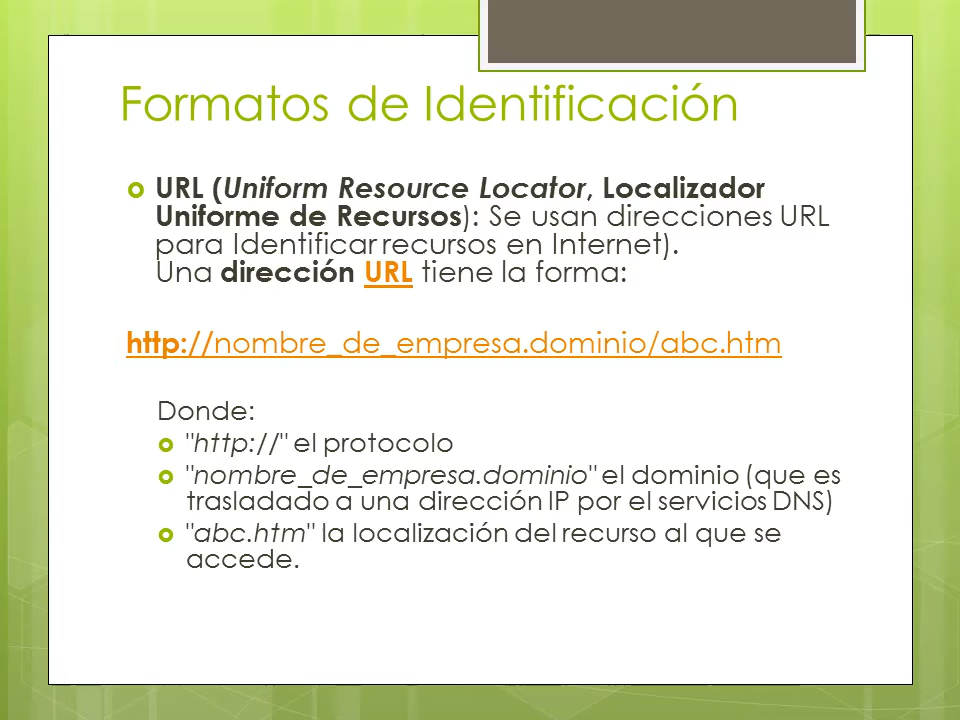 Formatos de Identificación
URL (Uniform Resource Locator, Localizador
Uniforme de Recursos): Se usan direcciones URL
para Identificar recursos en Internet).
Una dirección URL tiene la forma:
http://nombre_de_empresa.dominio/abc.htm
Donde:
"http://" el protocolo
"nombre_de_empresa.dominio" el dominio (que es
trasladado a una dirección IP por el servicios DNS)
"abc.htm" la localización del recurso al que se
accede.